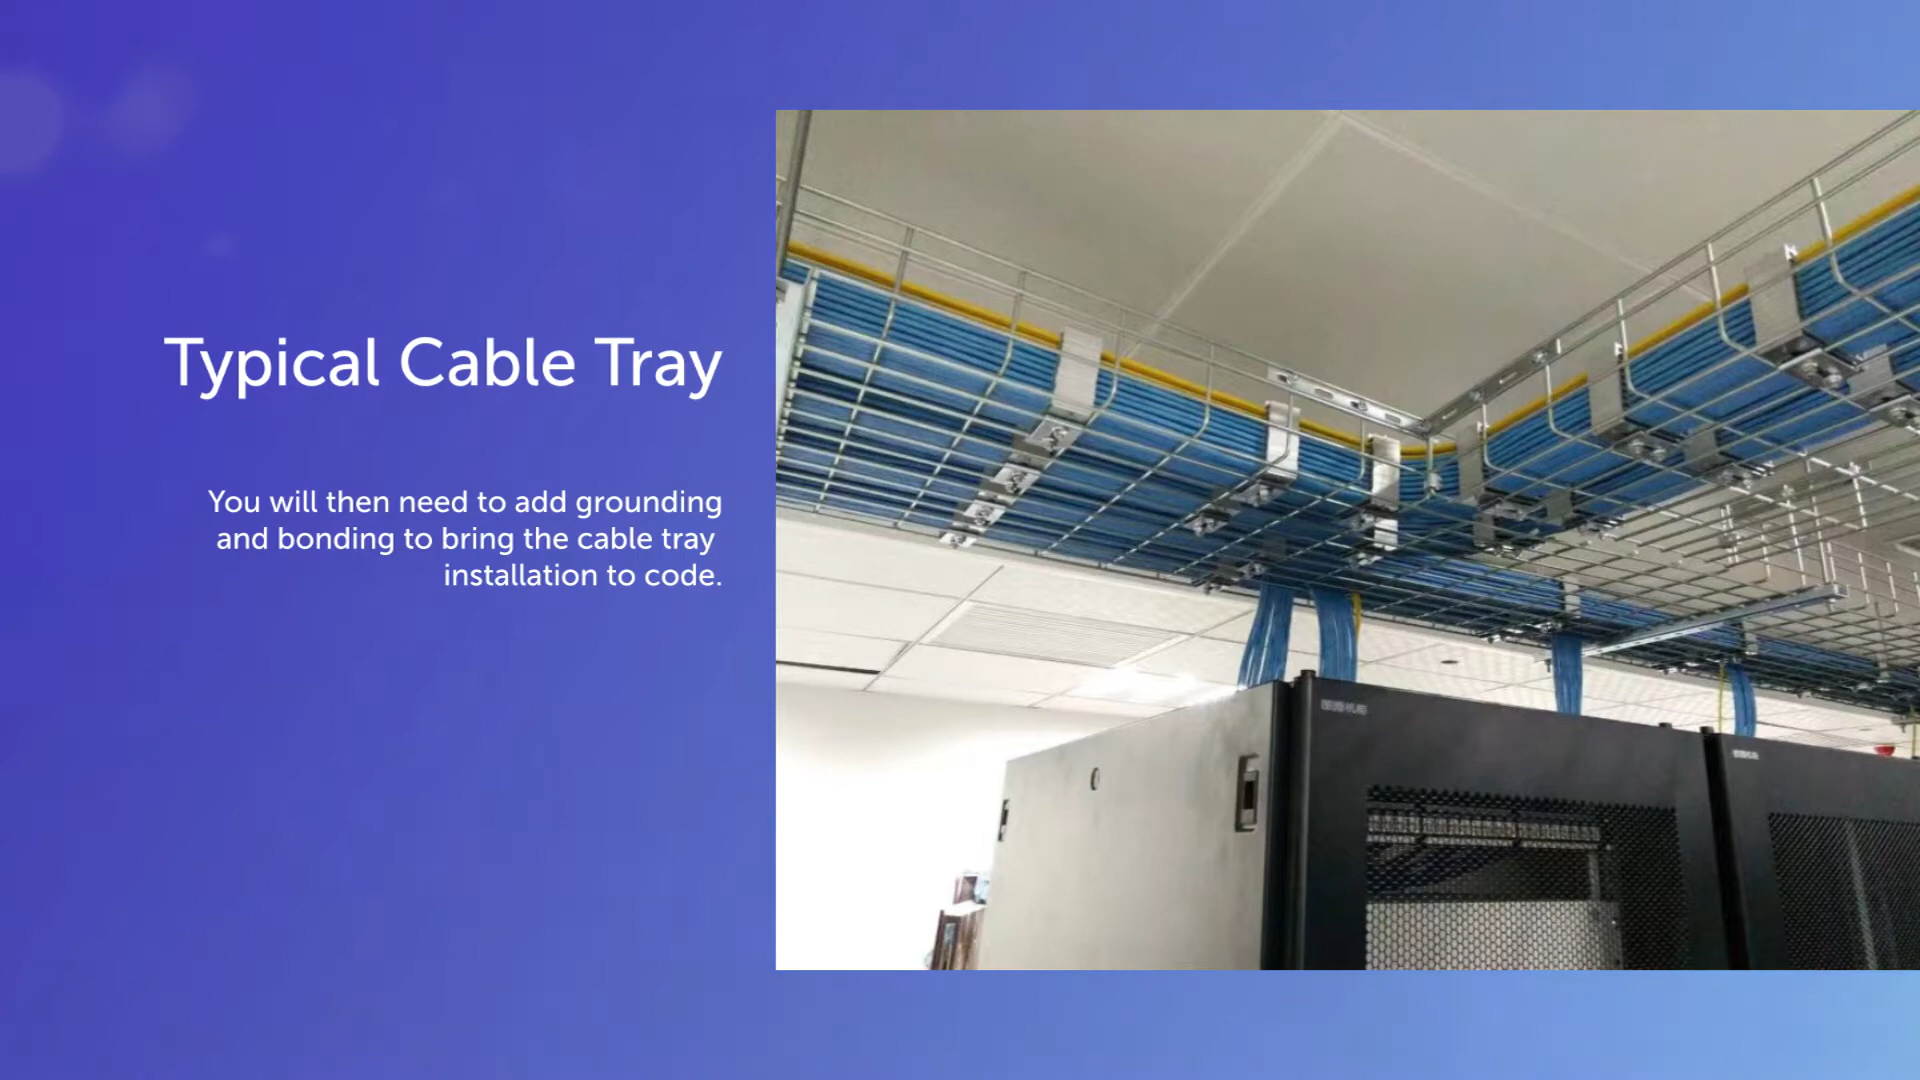 Typical Cable Tray
You will then need to add grounding
and bonding to bring the cable tray
installation to code.